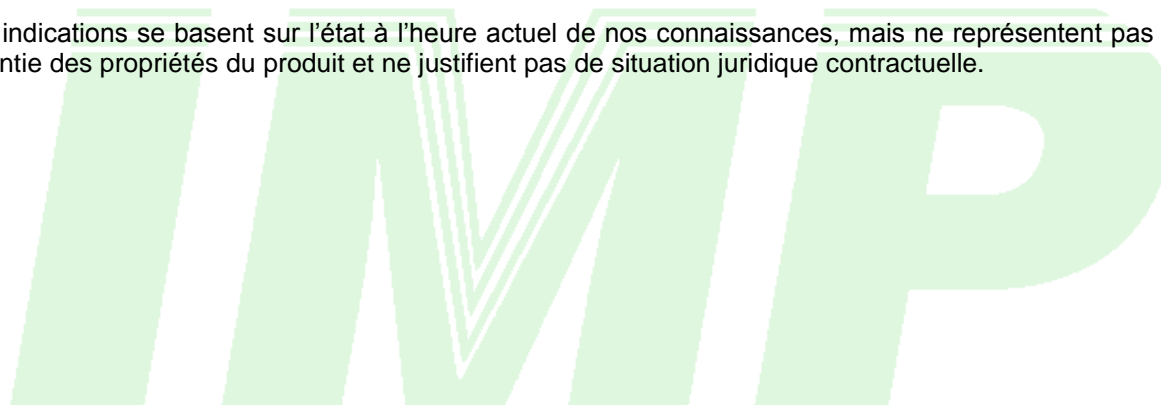 indications se basent sur l’état à l’heure actuel de nos connaissances, mais ne représentent pas
ntie des propriétés du produit et ne justifient pas de situation juridique contractuelle.
IMP